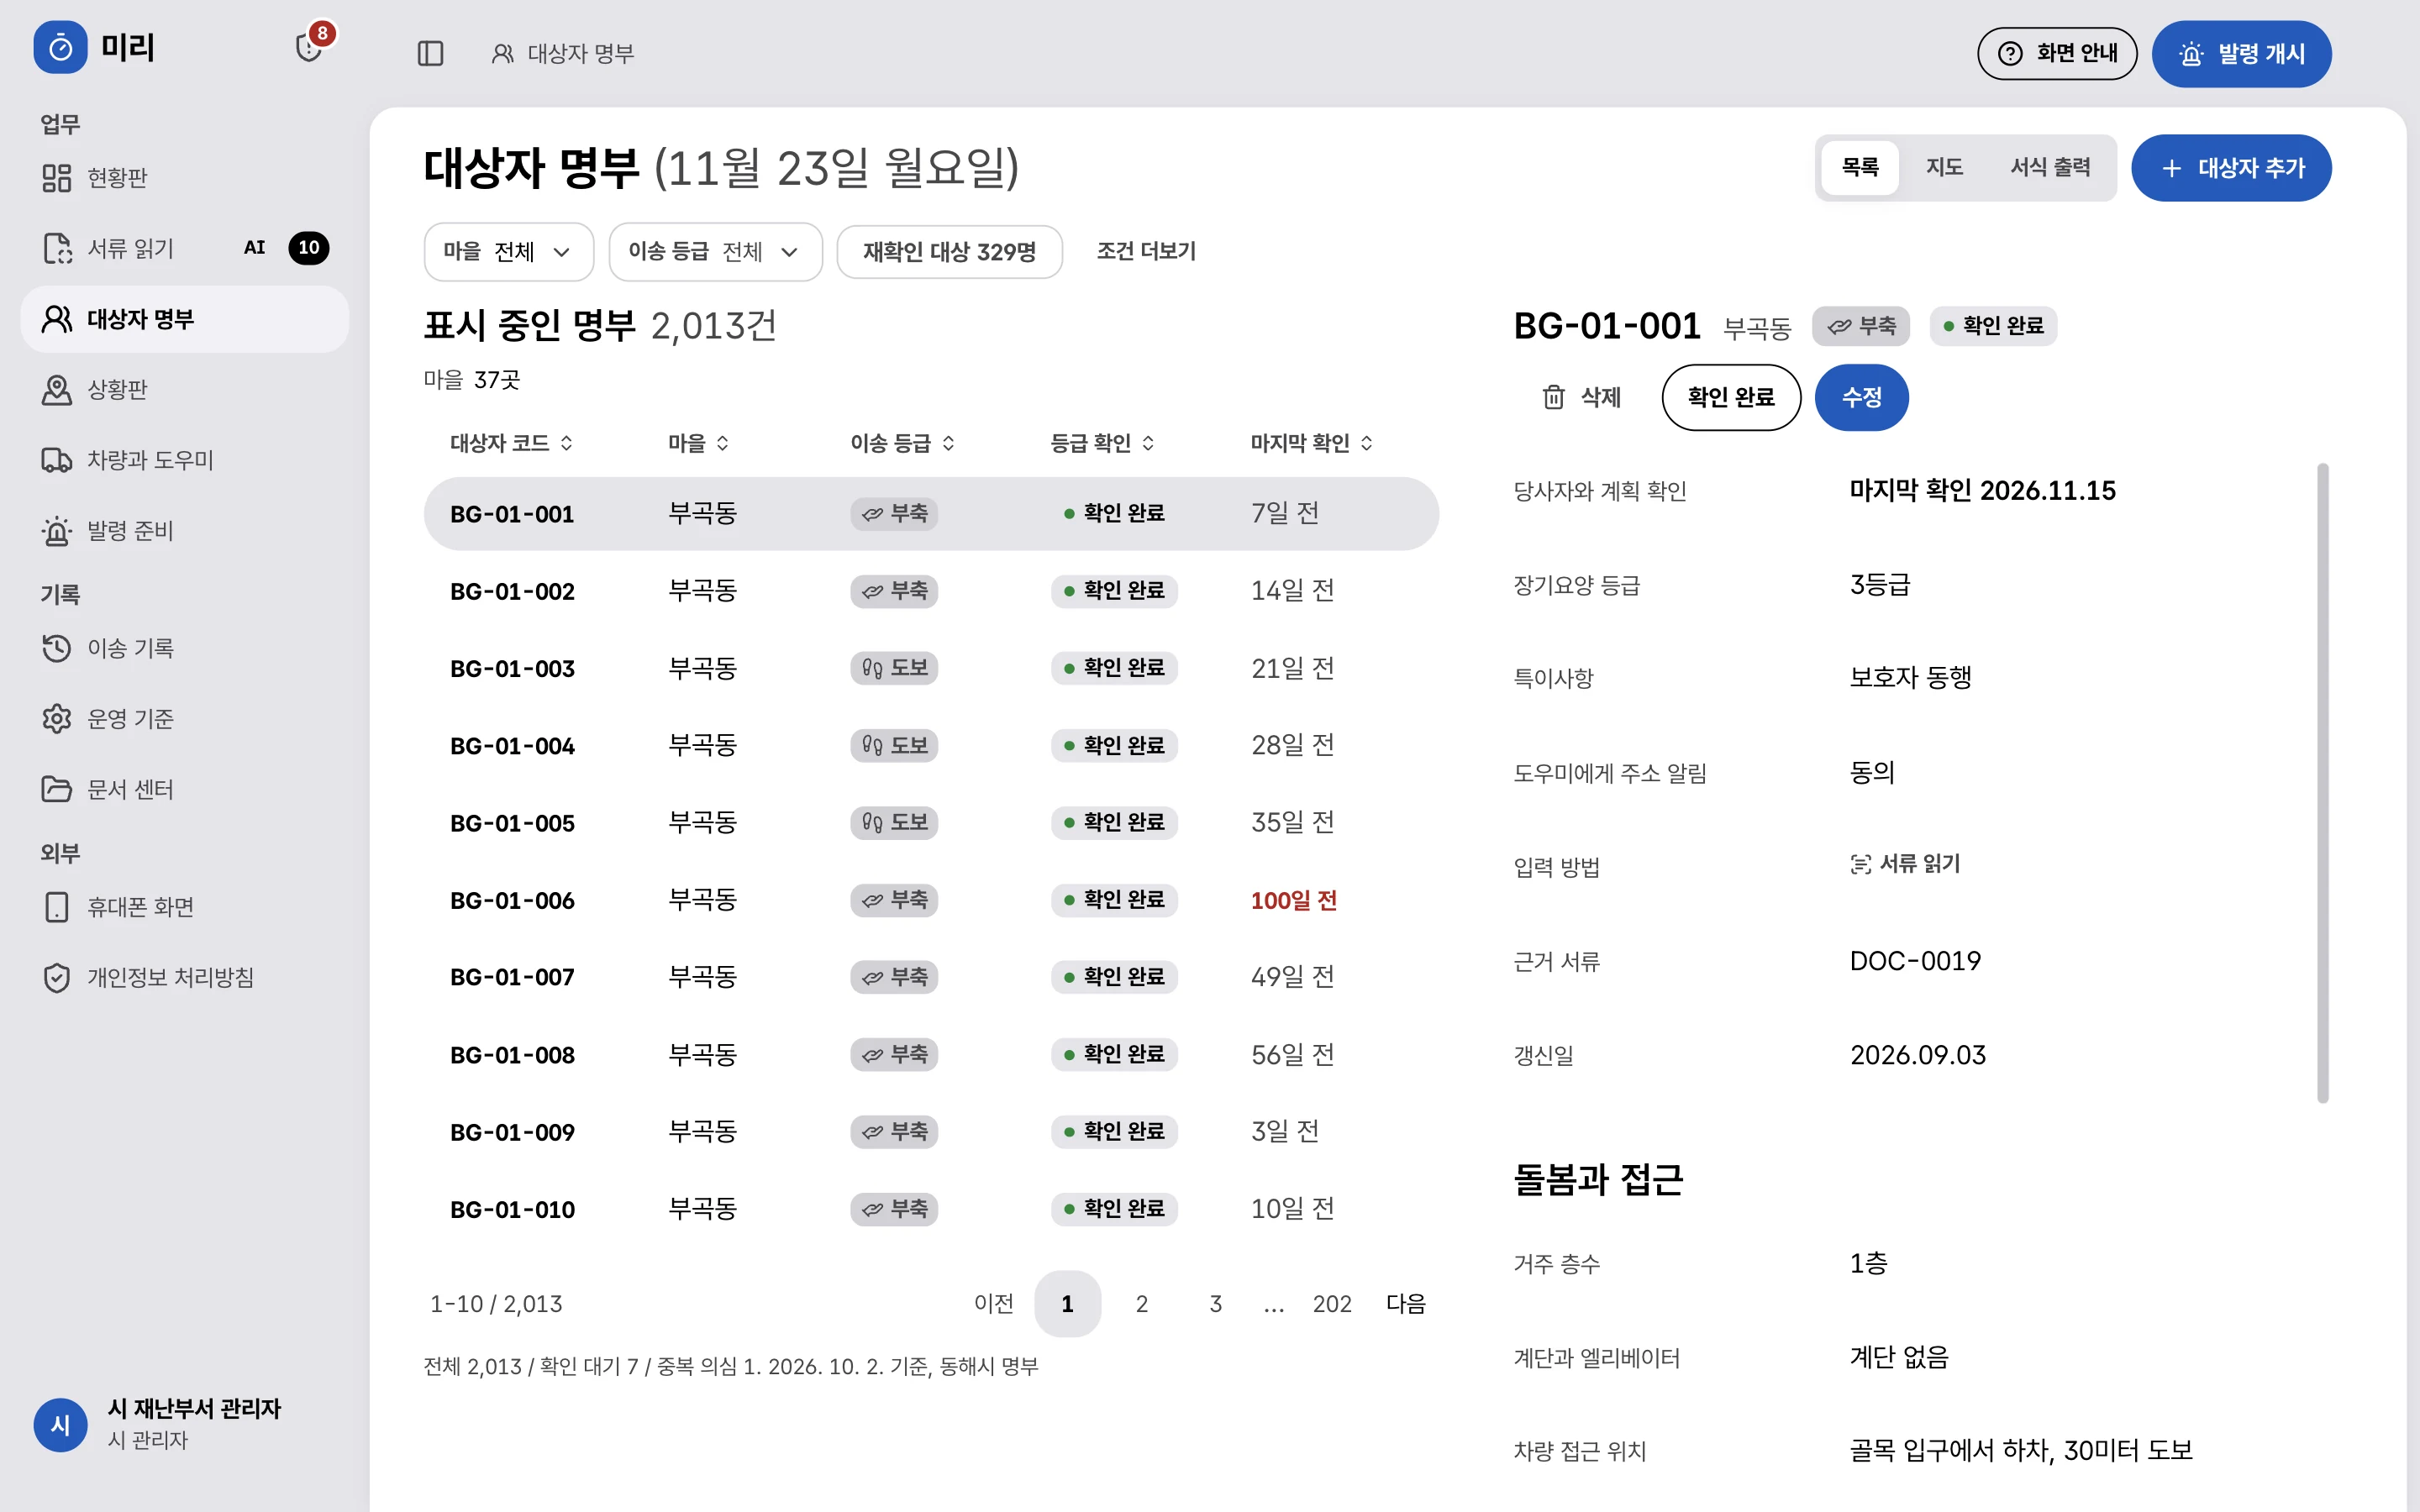 미리
8
업무
현황판
서류 읽기 AI 10
대상자 명부
상황판
차량과 도우미
발령 준비
기록
이송 기록
운영 기준
문서 센터
외부
휴대폰 화면
개인정보 처리방침
시
시 재난부서 관리자
시 관리자
대상자 명부
화면 안내
발령 개시
대상자 명부 (11월 23일 월요일)
목록 지도 서식 출력
대상자 추가
마을 전체 이송 등급 전체 재확인 대상 329명 조건 더보기
표시 중인 명부 2,013건
마을 37곳
대상자 코드 마을 이송 등급 등급 확인 마지막 확인
BG-01-001 부곡동 부축 확인 완료 7일 전
BG-01-002 부곡동 부축 확인 완료 14일 전
BG-01-003 부곡동 도보 확인 완료 21일 전
BG-01-004 부곡동 도보 확인 완료 28일 전
BG-01-005 부곡동 도보 확인 완료 35일 전
BG-01-006 부곡동 부축 확인 완료 100일 전
BG-01-007 부곡동 부축 확인 완료 49일 전
BG-01-008 부곡동 부축 확인 완료 56일 전
BG-01-009 부곡동 부축 확인 완료 3일 전
BG-01-010 부곡동 부축 확인 완료 10일 전
1-10 / 2,013 이전 1 2 3 ... 202 다음
전체 2,013 / 확인 대기 7 / 중복 의심 1. 2026. 10. 2. 기준, 동해시 명부
BG-01-001 부곡동 부축 확인 완료
삭제 확인 완료 수정
당사자와 계획 확인 마지막 확인 2026.11.15
장기요양 등급 3등급
특이사항 보호자 동행
도우미에게 주소 알림 동의
입력 방법 서류 읽기
근거 서류 DOC-0019
갱신일 2026.09.03
돌봄과 접근
거주 층수 1층
계단과 엘리베이터 계단 없음
차량 접근 위치 골목 입구에서 하차, 30미터 도보